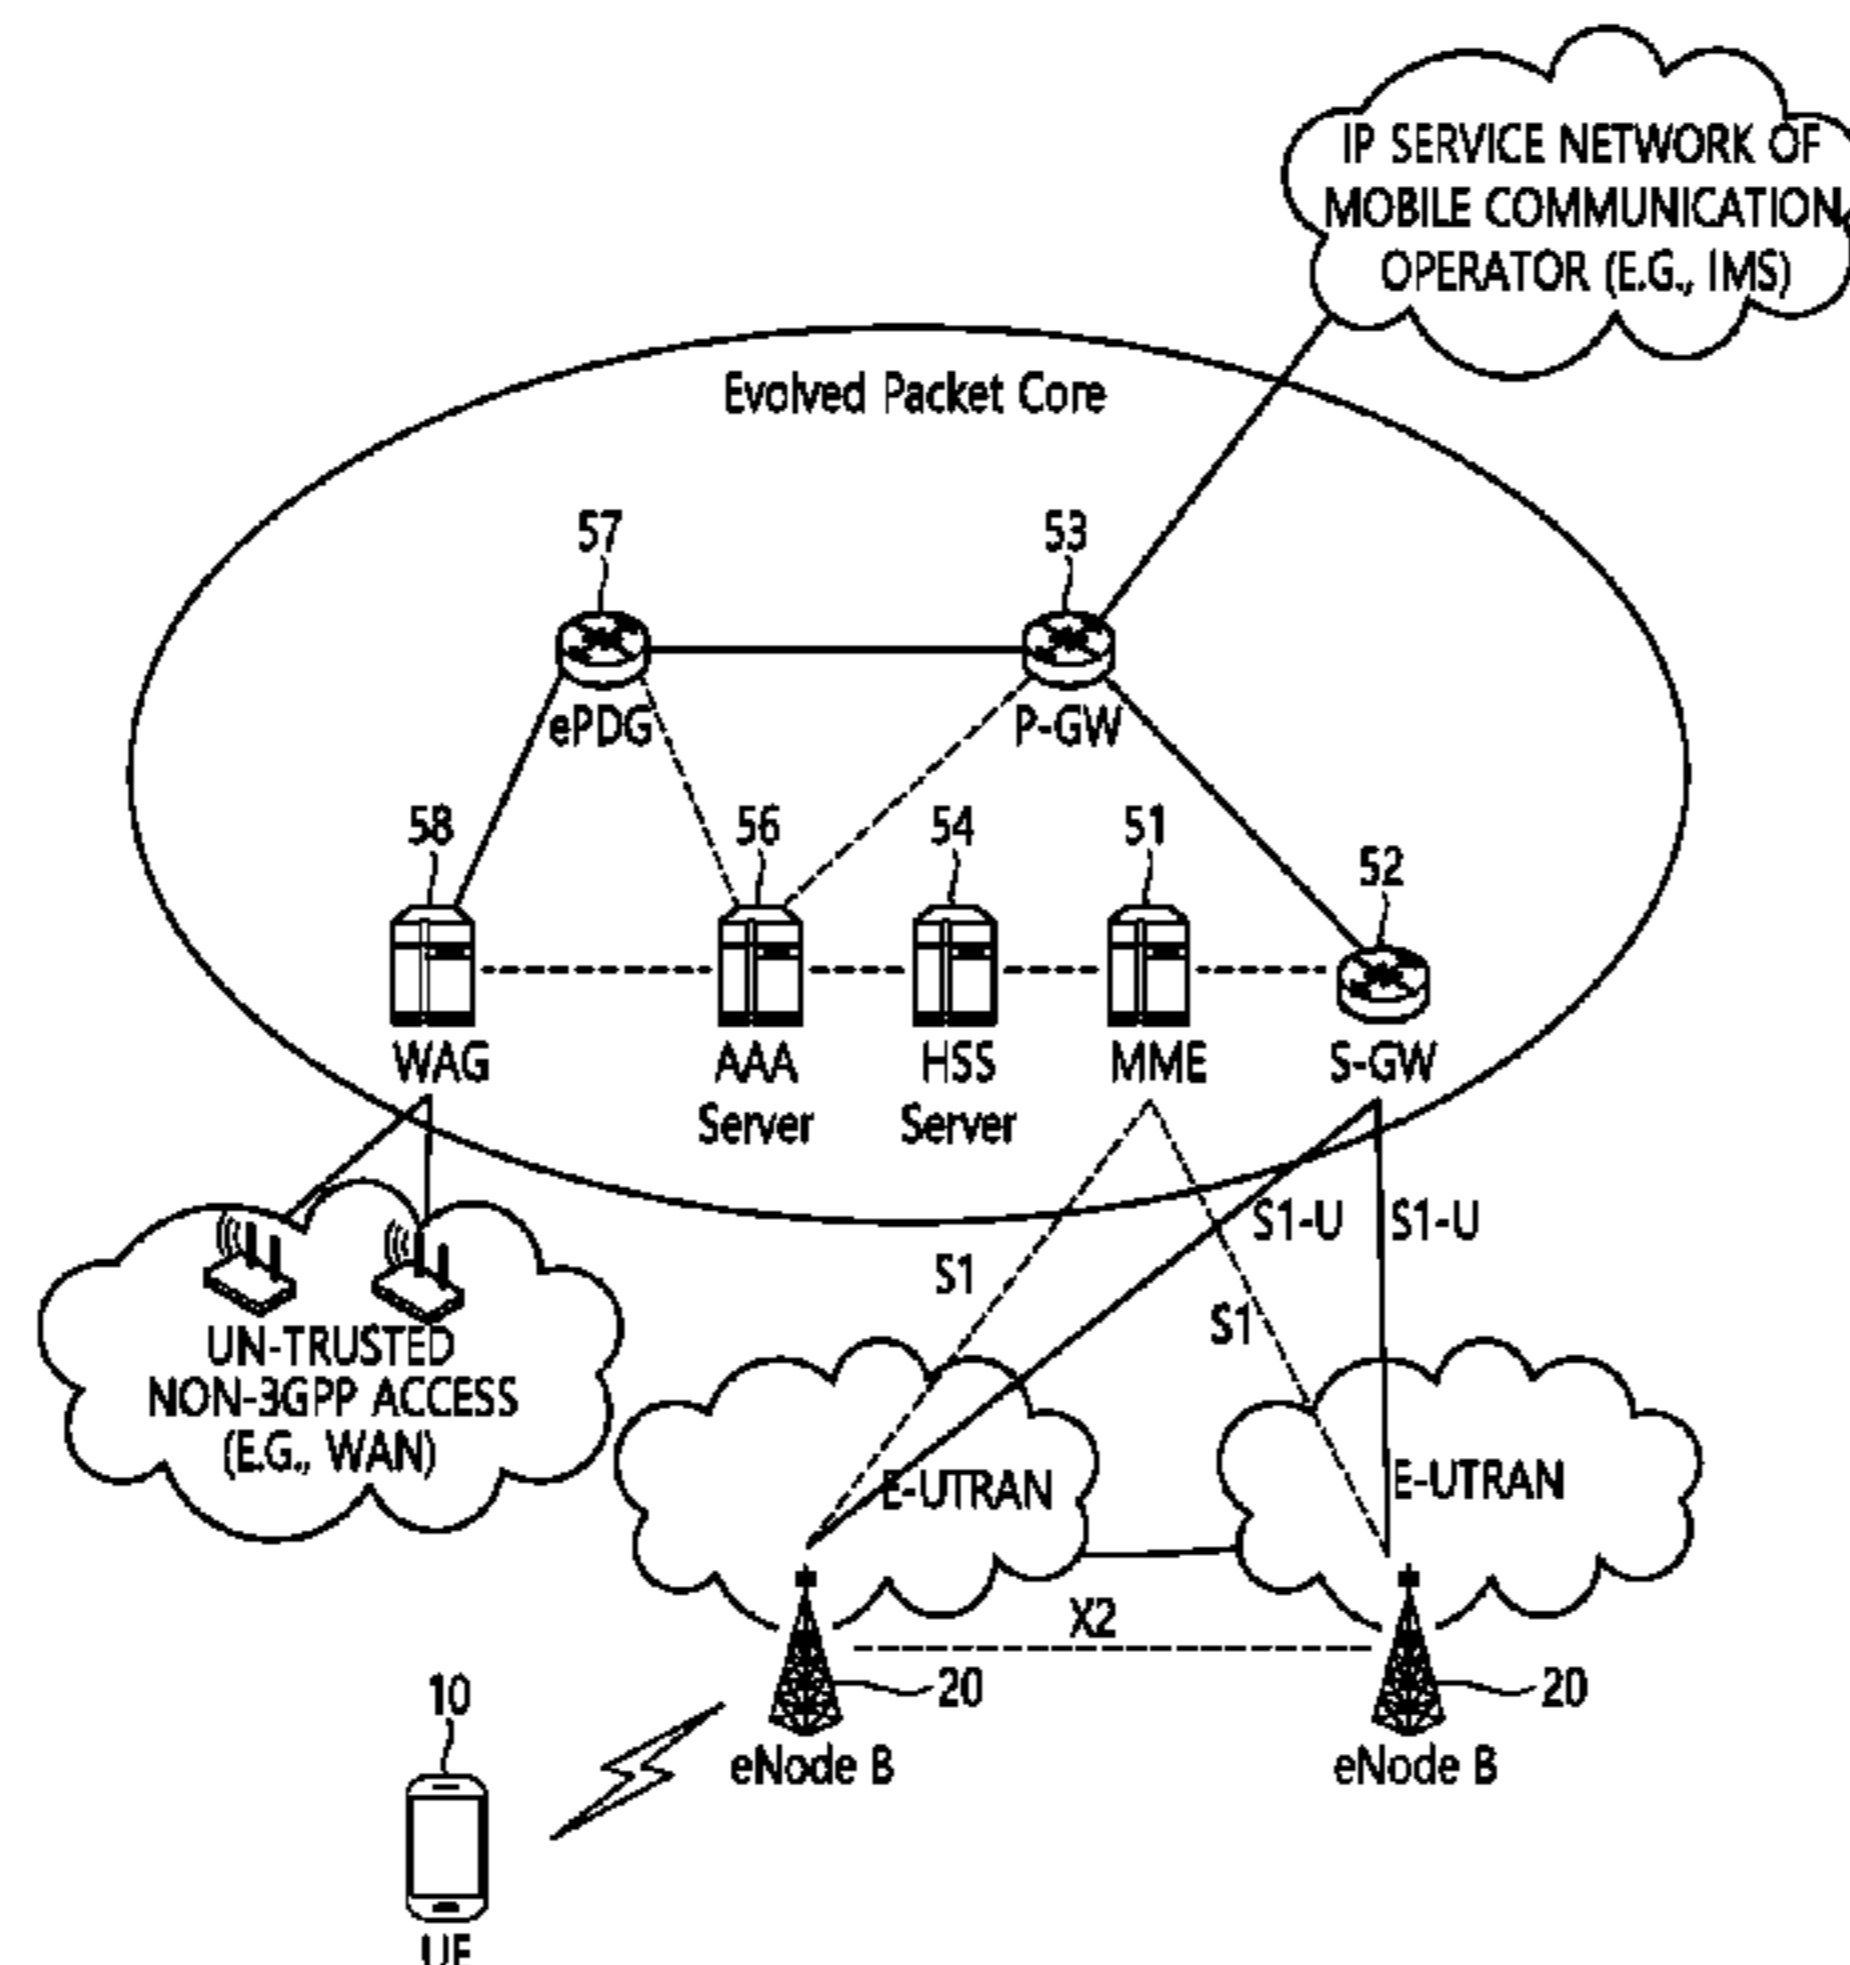 IP SERVICE NETWORK OF
MOBILE COMMUNICATION
OPERATOR (E.G., IMS)
Evolved Packet Core
57
53
ePDG
P-GW
58
56
54
51
52
WAG
AAA
Server
HSS
Server
MME
S-GW
S1-U
S1-U
S1
S1
UN-TRUSTED
NON-3GPP ACCESS
(E.G., WAN)
E-UTRAN
E-UTRAN
X2
20
20
10
eNode B
eNode B
UE